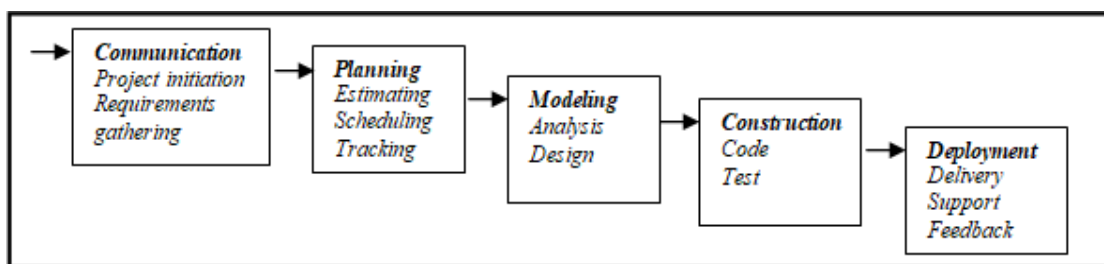 Communication
Project initiation
Requirements
gathering
Planning
Estimating
Scheduling
Tracking
Modeling
Analysis
Design
Construction
Code
Test
Deployment
Delivery
Support
Feedback